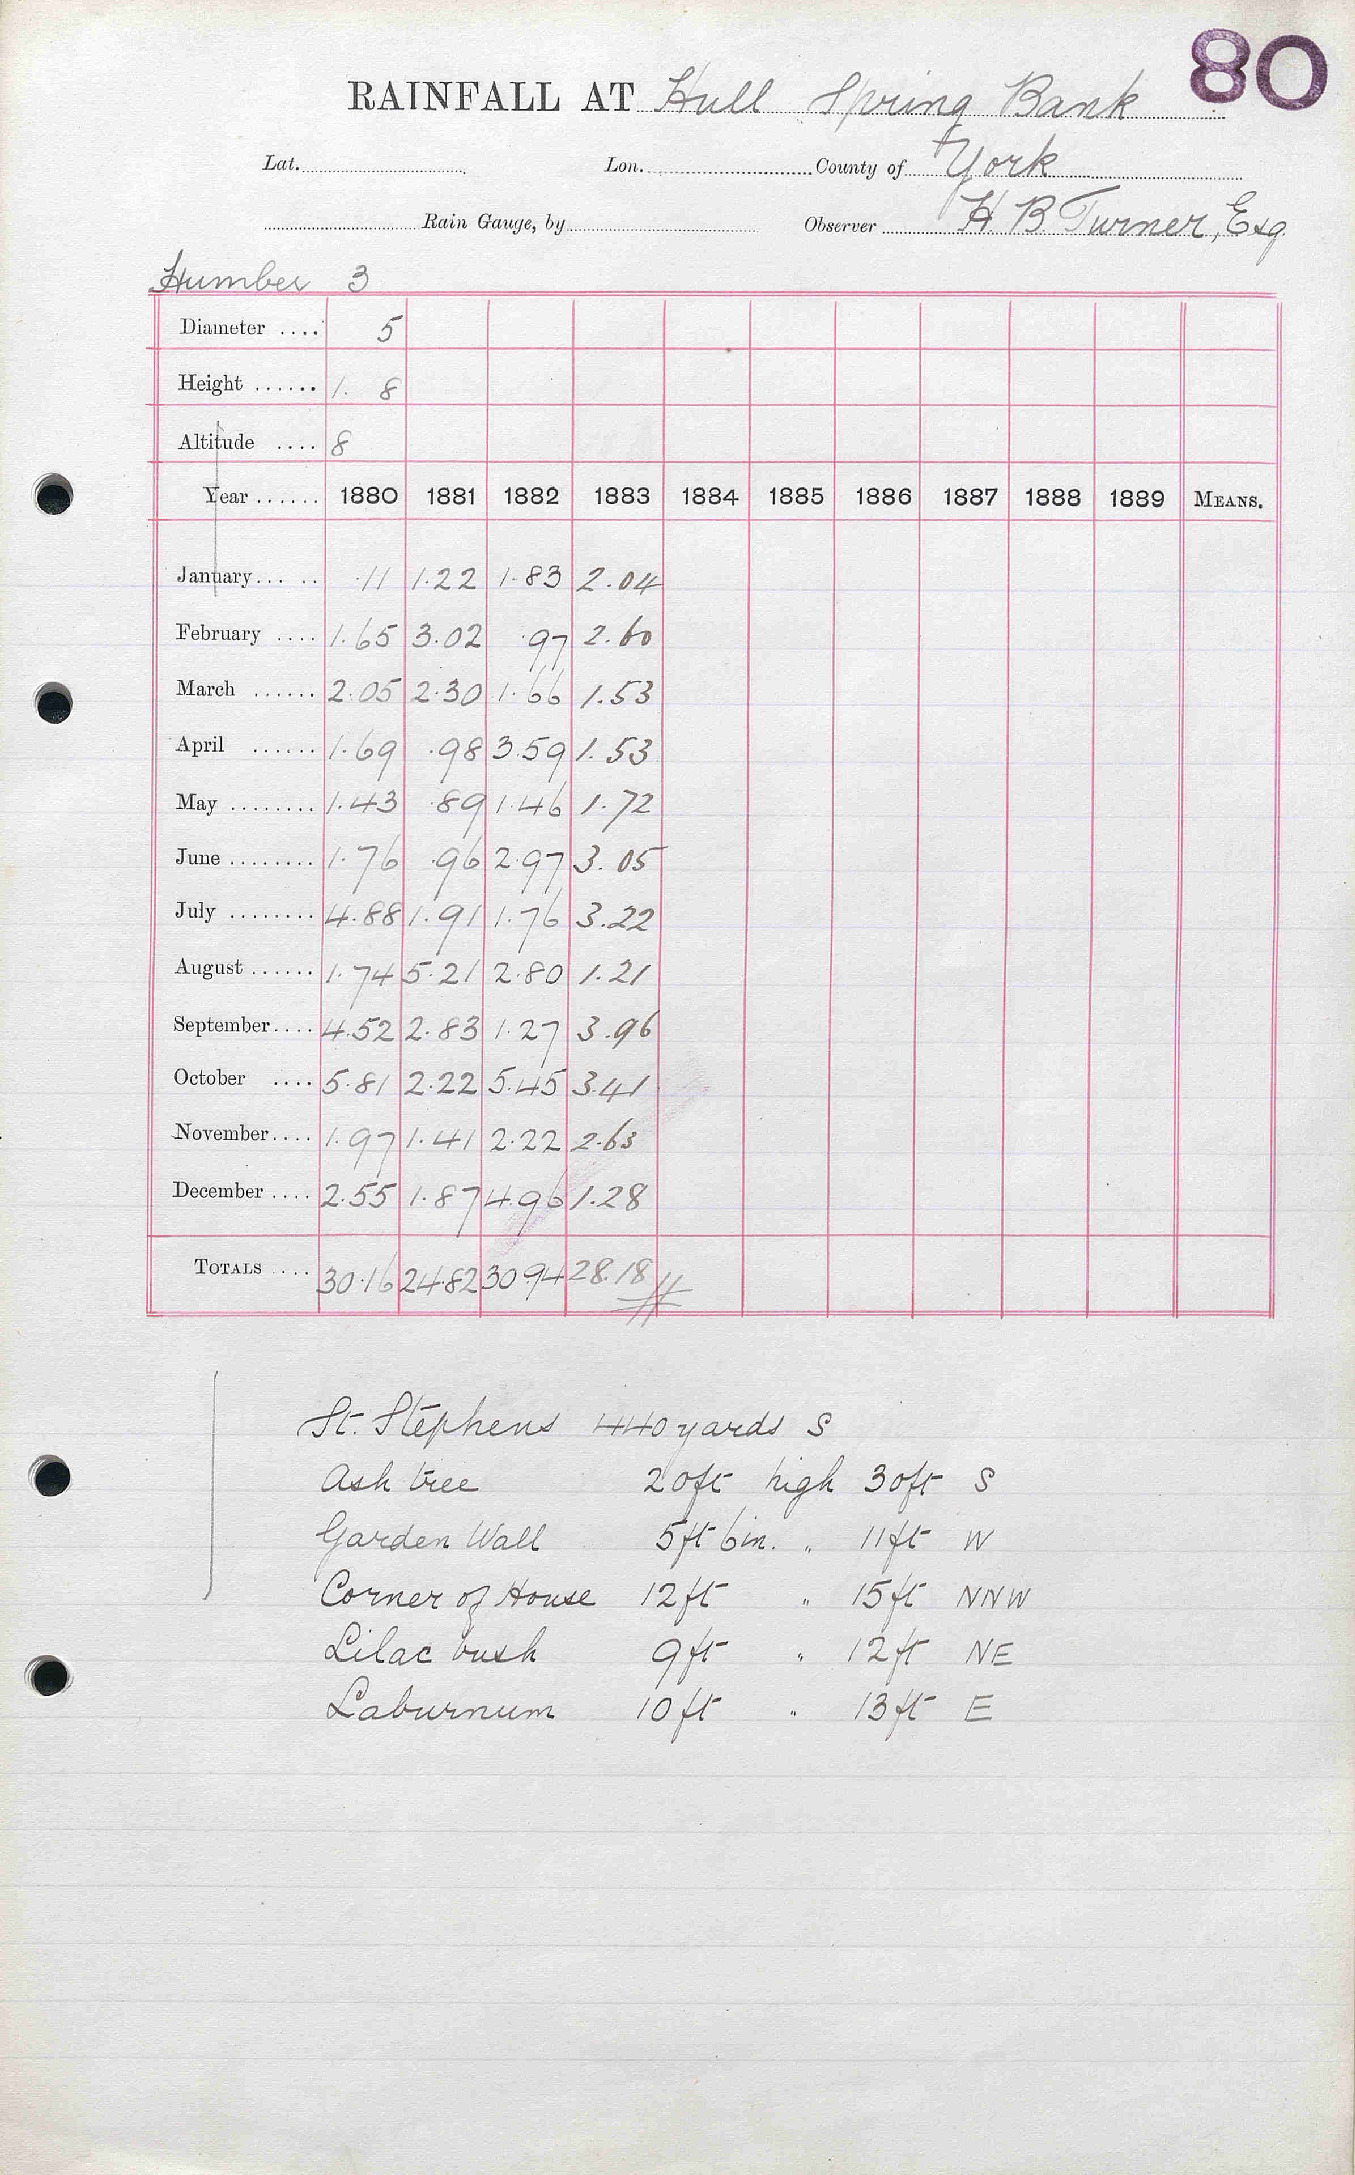 80
RAINFALL AT Hull Spring Bank
Lat. Lon. County of York
Rain Gauge, by Observer H B Turner, Esq
Humber 3
Diameter .... 5
Height ...... 1. 8
Altitude .... 8
Year ...... 1880 1881 1882 1883 1884 1885 1886 1887 1888 1889 MEANS.
January... .. .11 1.22 1.83 2.04
February .... 1.65 3.02 .97 2.60
March ...... 2.05 2.30 1.66 1.53
April ...... 1.69 .98 3.59 1.53
May ........ 1.43 .89 1.46 1.72
June ........ 1.76 .96 2.97 3.05
July ........ 4.88 1.91 1.76 3.22
August ...... 1.74 5.21 2.80 1.21
September.... 4.52 2.83 1.27 3.96
October .... 5.81 2.22 5.45 3.41
November.... 1.97 1.41 2.22 2.63
December .... 2.55 1.87 4.96 1.28
TOTALS .... 30.16 24.82 30.94 28.18
St. Stephens 440 yards S
Ash tree 20ft high 30ft S
Garden Wall 5ft 6in. " 11ft W
Corner of House 12ft " 15ft NNW
Lilac bush 9ft " 12ft NE
Laburnum 10ft " 13ft E